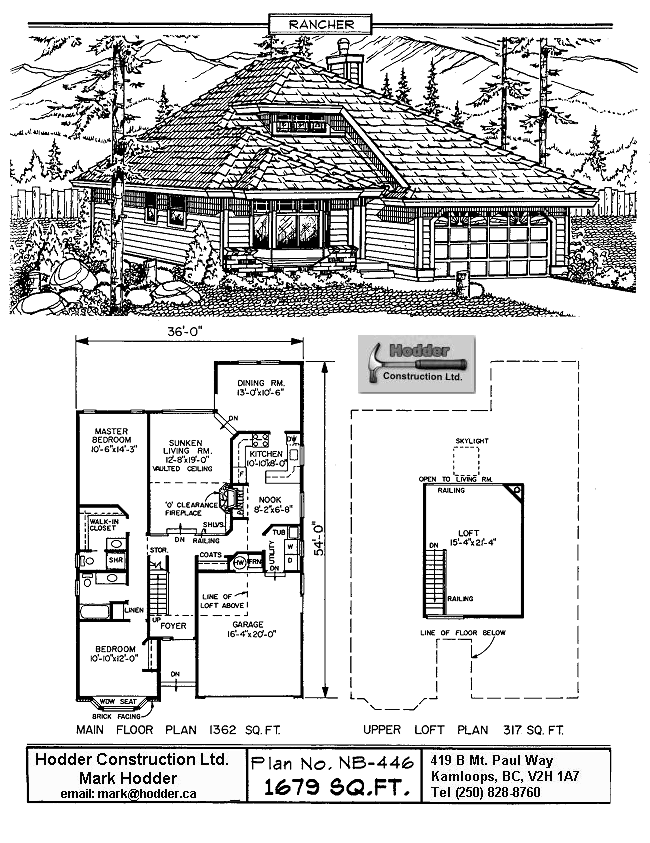 RANCHER
36'-0"
DINING RM.
13'-0"x10'-6"
DN
MASTER
BEDROOM
10'-6"x14'-3"
SUNKEN
LIVING RM.
12'-8"x19'-0"
VAULTED CEILING
KITCHEN
10'-10"x8'-0"
DW
F
PANTRY
NOOK
8'-2"x6'-8"
'O' CLEARANCE
FIREPLACE
SHLVS.
DN
RAILING
WALK-IN
CLOSET
SHR
STOR.
COATS
HW
FRN
UTILITY
TUB
W
D
DN
LINEN
UP
FOYER
LINE OF
LOFT ABOVE
GARAGE
16'-4"x20'-0"
BEDROOM
10'-10"x12'-0"
DN
WDW SEAT
BRICK FACING
54'-0"
MAIN FLOOR PLAN 1362 SQ.FT.
Hodder
Construction Ltd.
SKYLIGHT
OPEN TO LIVING RM.
RAILING
LOFT
15'-4"x21'-4"
DN
RAILING
LINE OF FLOOR BELOW
UPPER LOFT PLAN 317 SQ. FT.
Hodder Construction Ltd.
Mark Hodder
email: mark@hodder.ca
Plan No. NB-446
1679 SQ.FT.
419 B Mt. Paul Way
Kamloops, BC, V2H 1A7
Tel (250) 828-8760